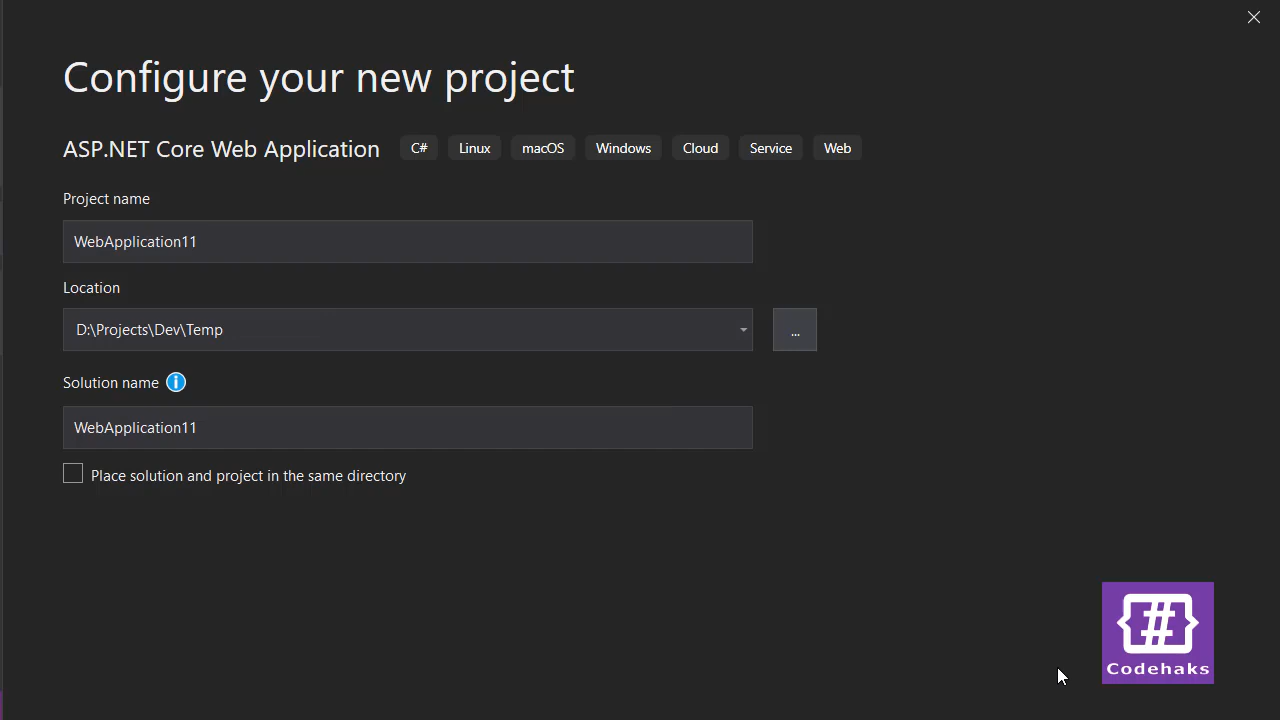 Configure your new project
ASP.NET Core Web Application C# Linux macOS Windows Cloud Service Web
Project name
WebApplication11
Location
D:\Projects\Dev\Temp
...
Solution name
WebApplication11
Place solution and project in the same directory
{#}
Codehaks